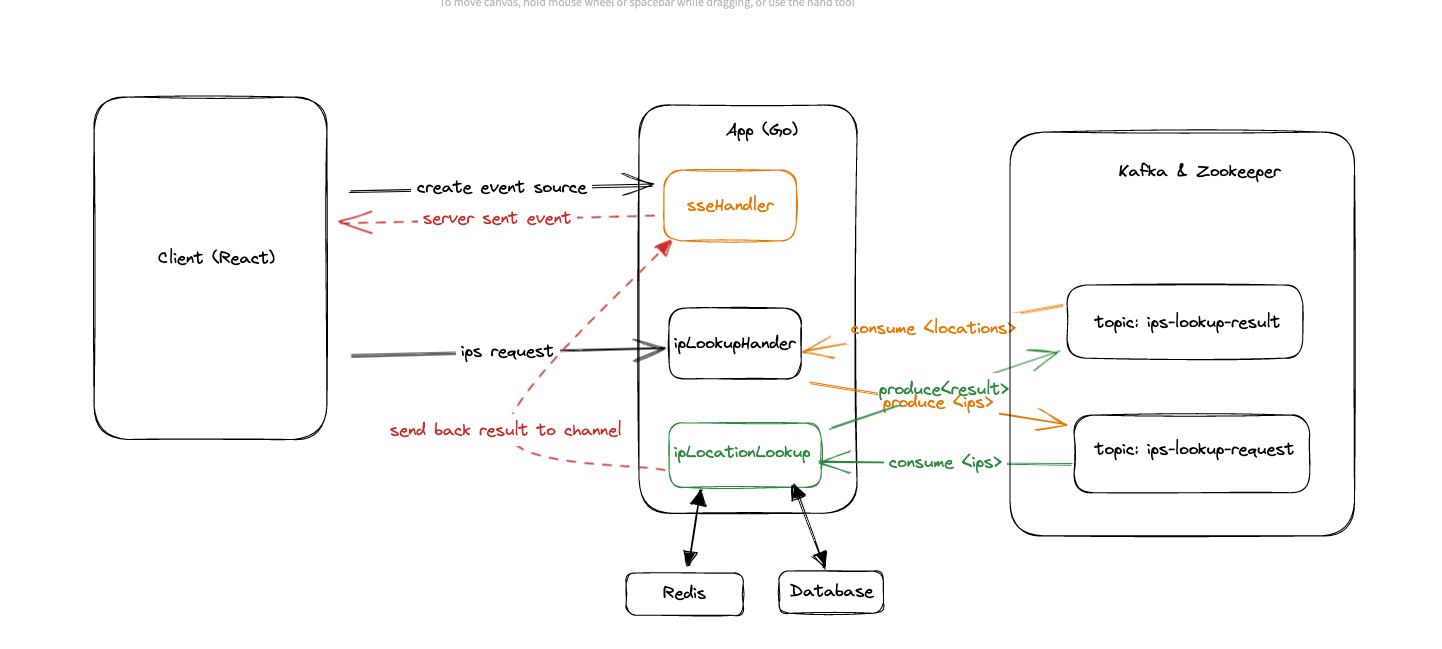 To move canvas, hold mouse wheel or spacebar while dragging, or use the hand tool
App (Go)
Kafka & Zookeeper
create event source
sseHandler
server sent event
Client (React)
topic: ips-lookup-result
consume <locations>
ips request
ipLookupHander
produce<result>
produce <ips>
send back result to channel
ipLocationLookup
topic: ips-lookup-request
consume <ips>
Redis
Database